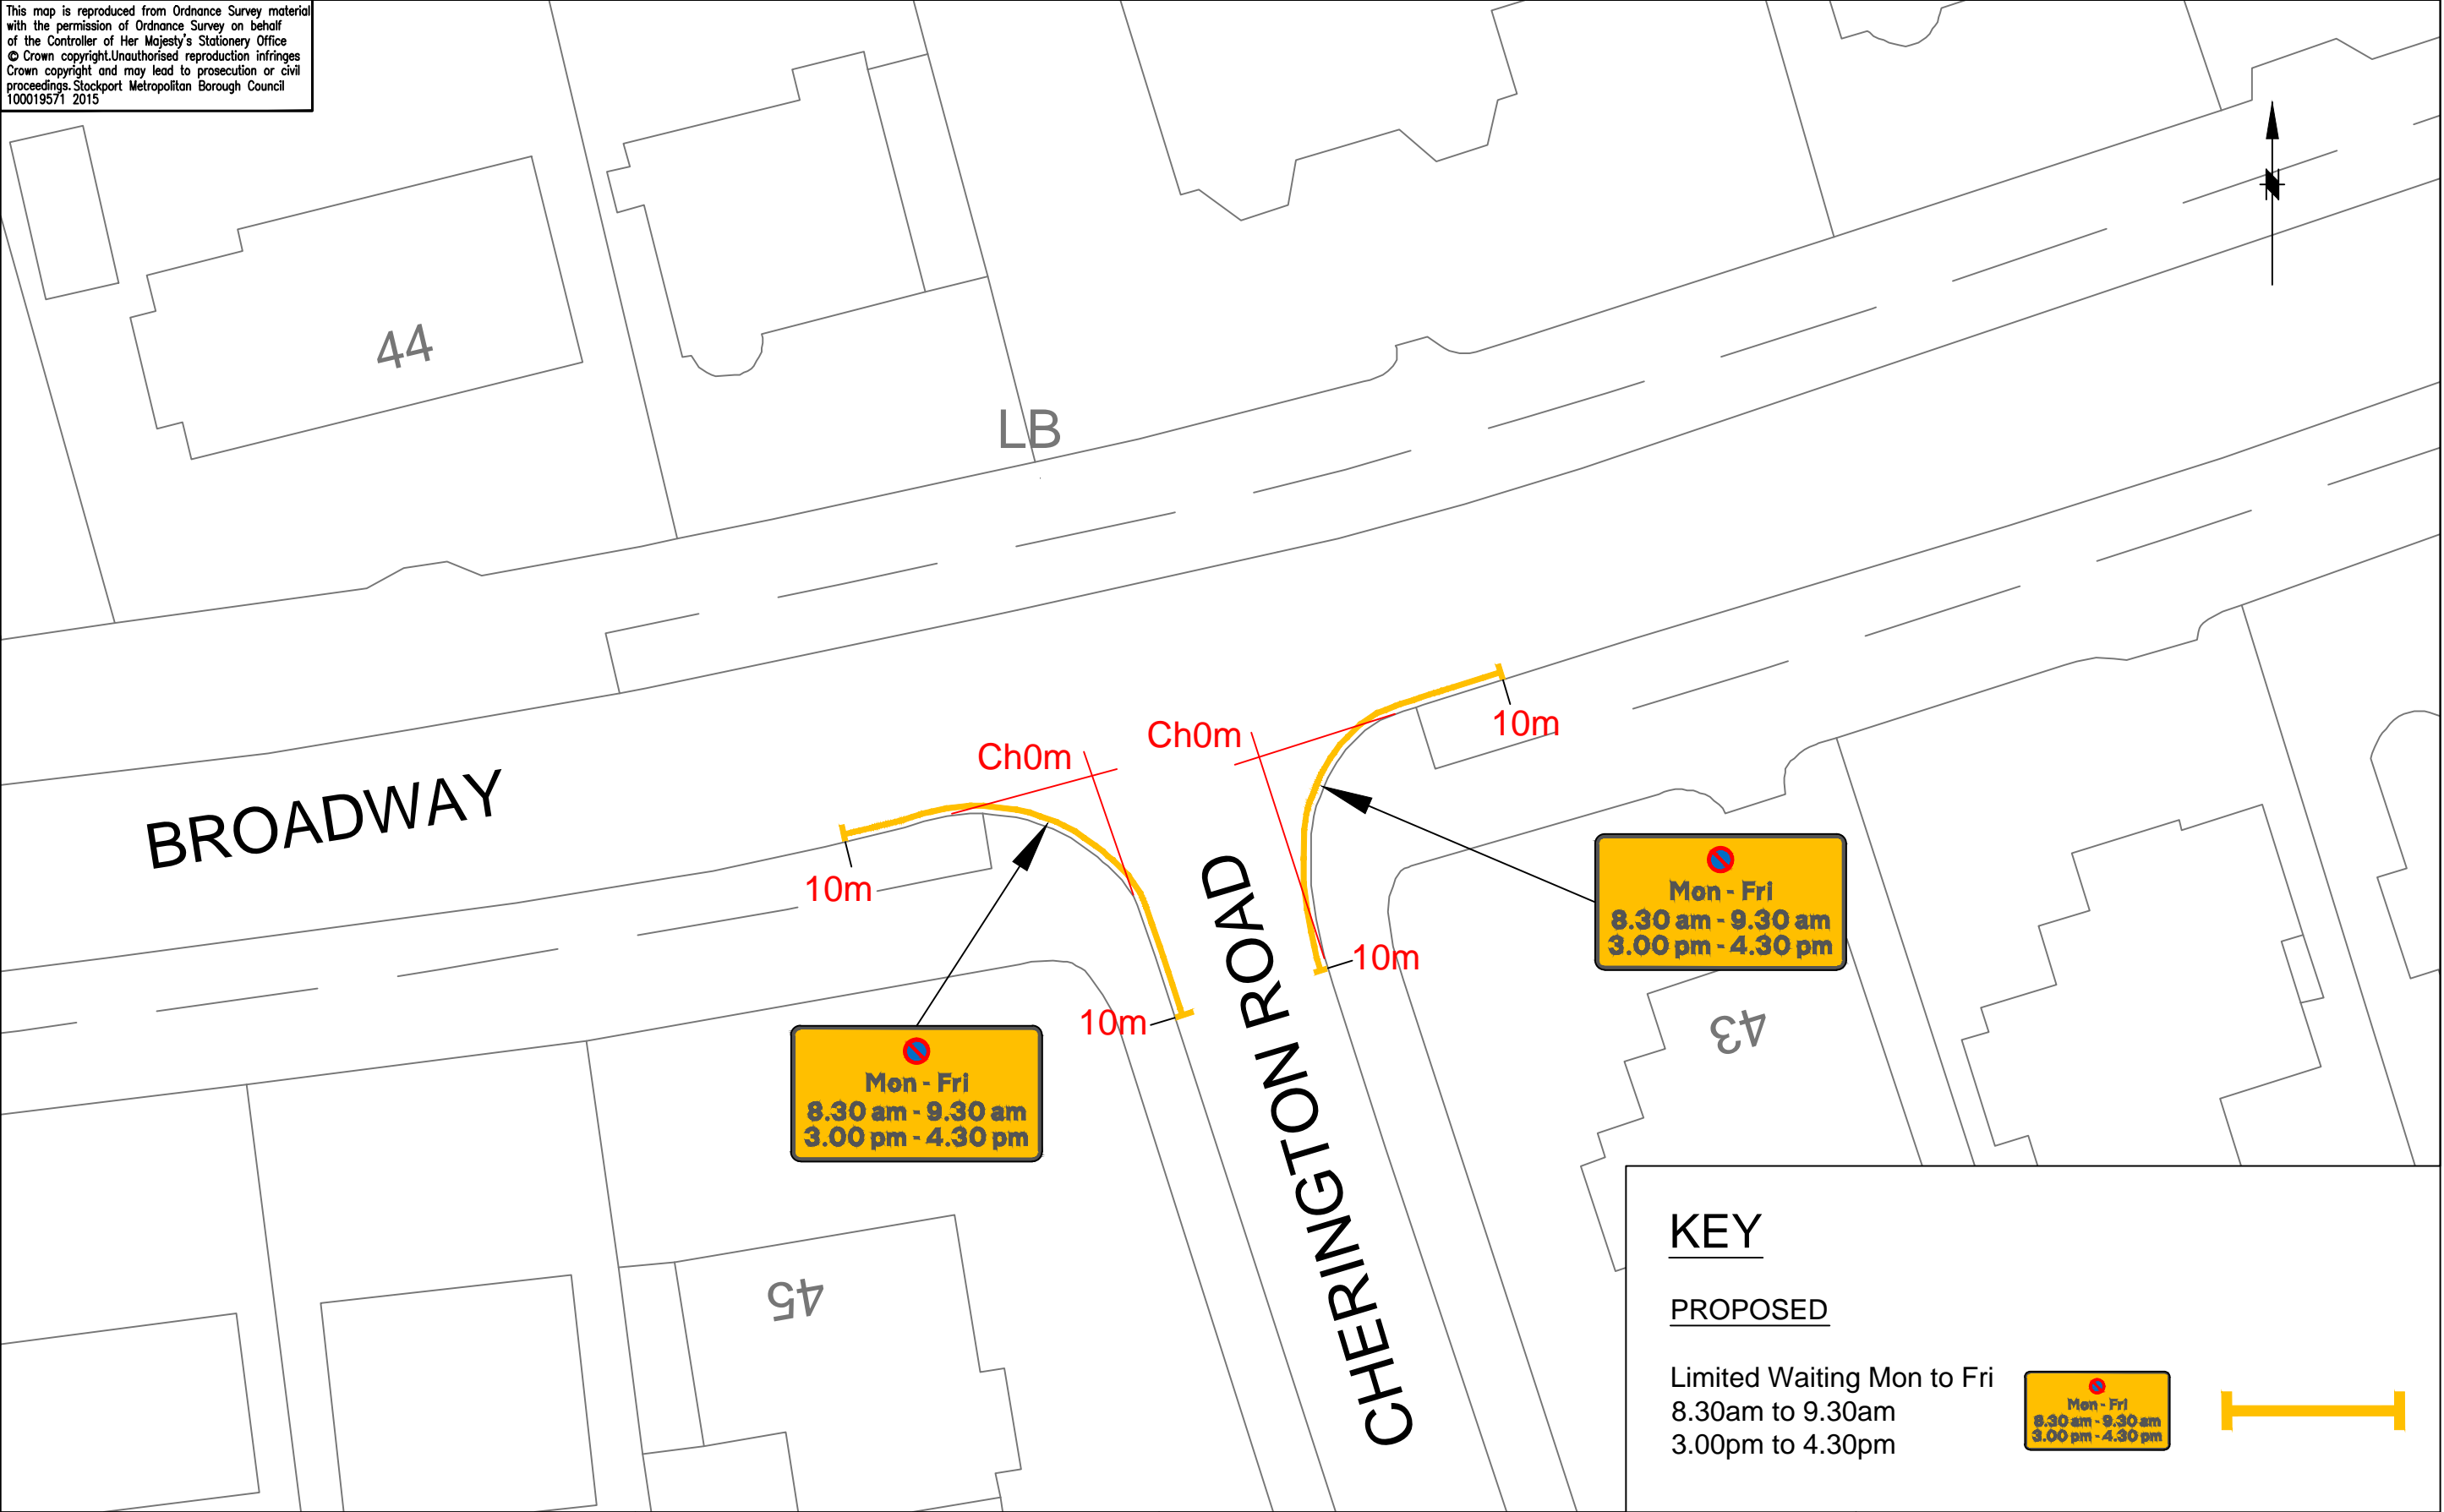 This map is reproduced from Ordnance Survey material
with the permission of Ordnance Survey on behalf
of the Controller of Her Majesty's Stationery Office
© Crown copyright.Unauthorised reproduction infringes
Crown copyright and may lead to prosecution or civil
proceedings. Stockport Metropolitan Borough Council
100019571 2015
44
LB
N
BROADWAY
Ch0m
Ch0m
10m
10m
10m
10m
CHERINGTON ROAD
Mon - Fri
8.30 am - 9.30 am
3.00 pm - 4.30 pm
Mon - Fri
8.30 am - 9.30 am
3.00 pm - 4.30 pm
43
45
KEY
PROPOSED
Limited Waiting Mon to Fri
8.30am to 9.30am
3.00pm to 4.30pm
Mon - Fri
8.30 am - 9.30 am
3.00 pm - 4.30 pm